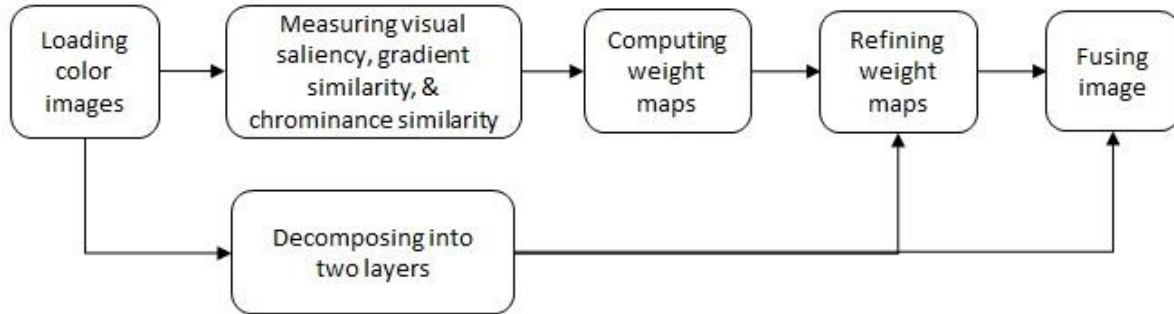 Loading
color
images
Measuring visual
saliency, gradient
similarity, &
chrominance similarity
Computing
weight
maps
Refining
weight
maps
Fusing
image
Decomposing into
two layers